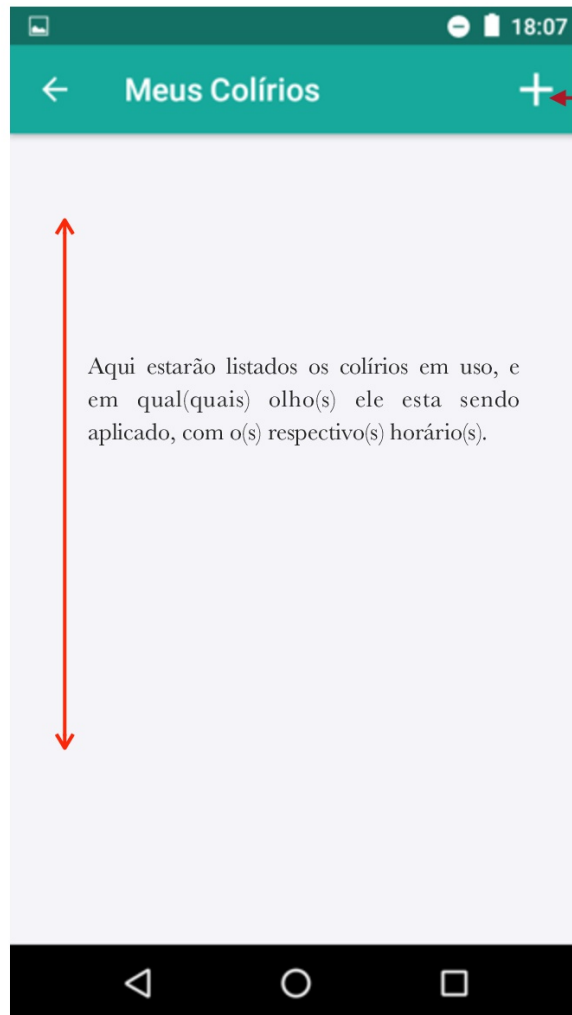 18:07
Meus Colírios
Aqui estarão listados os colírios em uso, e
em qual(quais) olho(s) ele esta sendo
aplicado, com o(s) respectivo(s) horário(s).